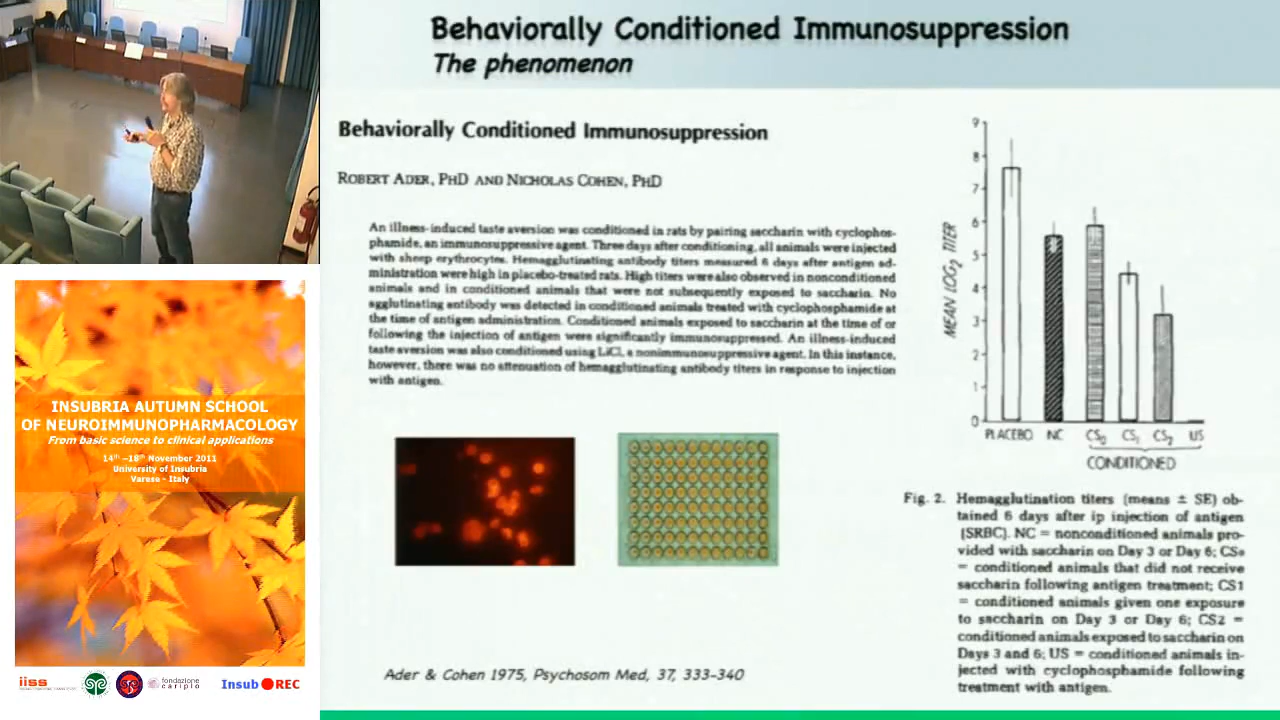 Behaviorally Conditioned Immunosuppression
The phenomenon
Behaviorally Conditioned Immunosuppression
ROBERT ADER, PHD AND NICHOLAS COHEN, PHD
An illness-induced taste aversion was conditioned in rats by pairing saccharin with cyclophos-
phamide, an immunosuppressive agent. Three days after conditioning, all animals were injected
with sheep erythrocytes. Hemagglutinating antibody titers measured 6 days after antigen ad-
ministration were high in placebo-treated rats. High titers were also observed in nonconditioned
animals and in conditioned animals that were not subsequently exposed to saccharin. No
agglutinating antibody was detected in conditioned animals treated with cyclophosphamide at
the time of antigen administration. Conditioned animals exposed to saccharin at the time of or
following the injection of antigen were significantly immunosuppressed. An illness-induced
taste aversion was also conditioned using LiCl, a nonimmunosuppressive agent. In this instance,
however, there was no attenuation of hemagglutinating antibody titers in response to injection
with antigen.
MEAN LOG2 TITER
9
8
7
6
5
4
3
2
1
0
PLACEBO NC CS0 CS1 CS2 US
CONDITIONED
Fig. 2. Hemagglutination titers (means ± SE) ob-
tained 6 days after ip injection of antigen
(SRBC). NC = nonconditioned animals pro-
vided with saccharin on Day 3 or Day 6; CS0
= conditioned animals that did not receive
saccharin following antigen treatment; CS1
= conditioned animals given one exposure
to saccharin on Day 3 or Day 6; CS2 =
conditioned animals exposed to saccharin on
Days 3 and 6; US = conditioned animals in-
jected with cyclophosphamide following
treatment with antigen.
Ader & Cohen 1975, Psychosom Med, 37, 333-340
INSUBRIA AUTUMN SCHOOL
OF NEUROIMMUNOPHARMACOLOGY
From basic science to clinical applications
14th –18th November 2011
University of Insubria
Varese - Italy
iiss
fondazione
cariplo
Insub REC